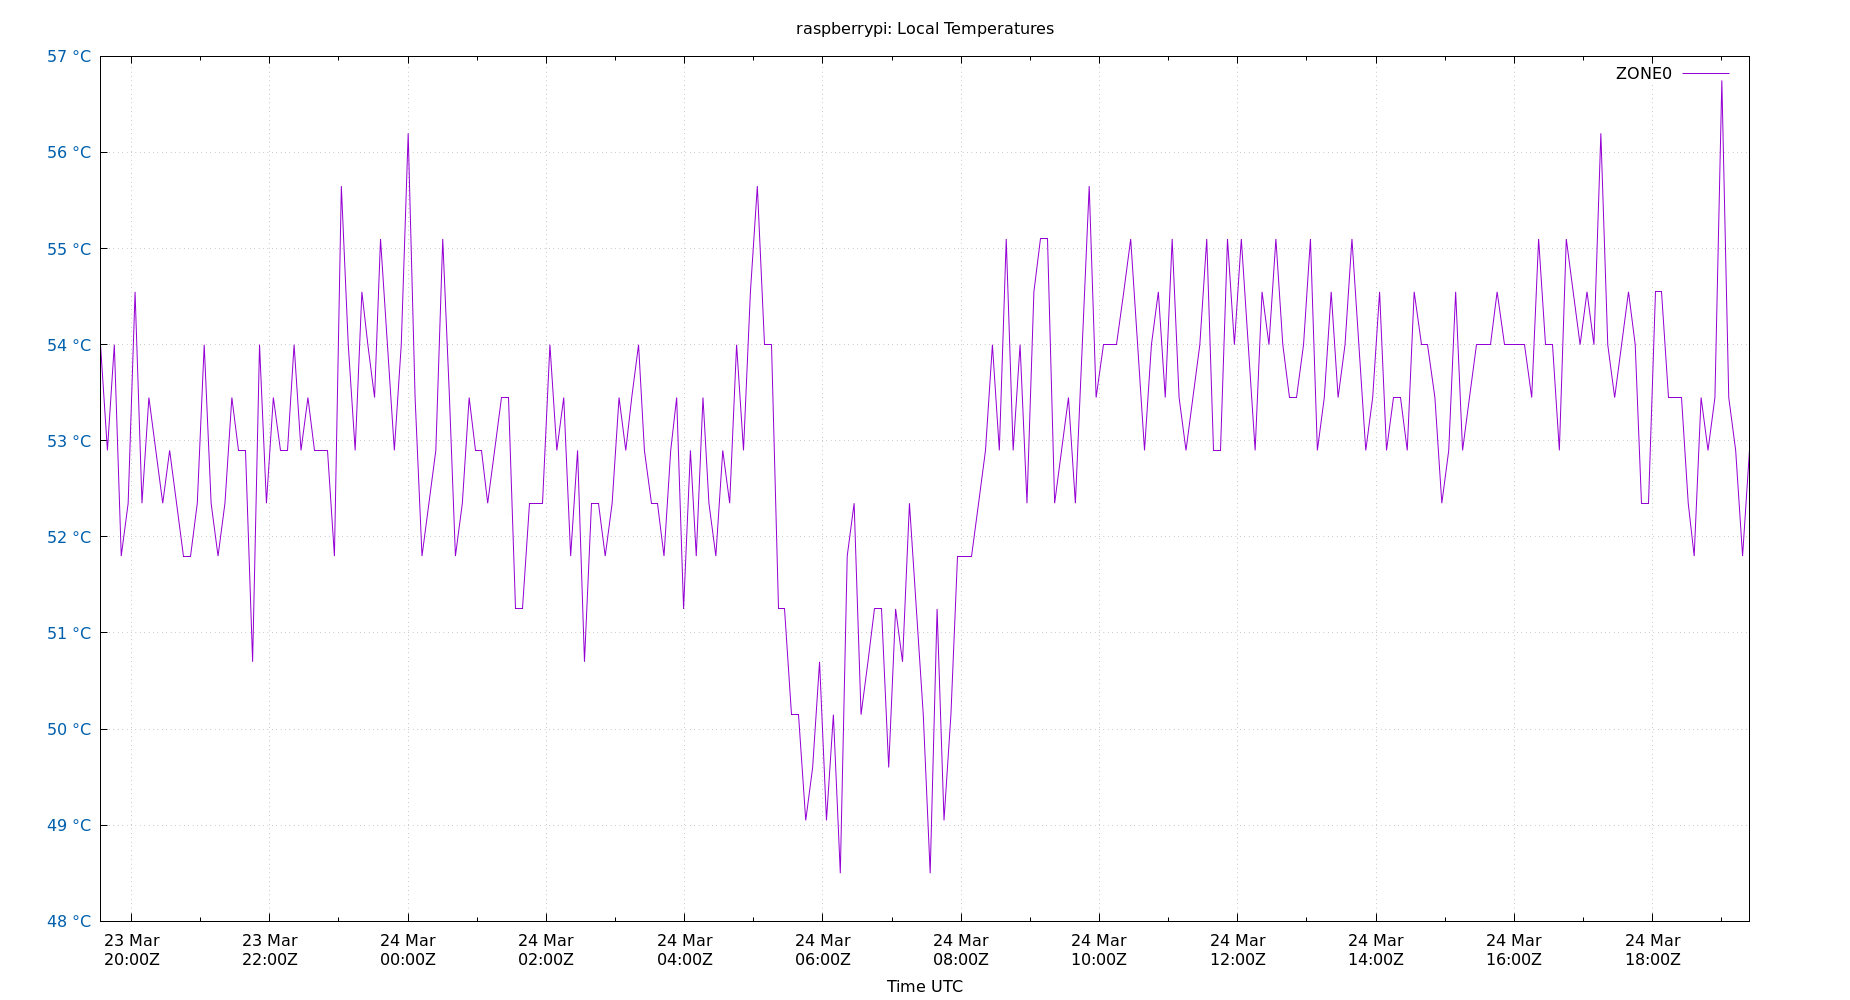 raspberrypi: Local Temperatures
57 °C
ZONE0
56 °C
55 °C
54 °C
53 °C
52 °C
51 °C
50 °C
49 °C
48 °C
23 Mar 23 Mar 24 Mar 24 Mar 24 Mar 24 Mar 24 Mar 24 Mar 24 Mar 24 Mar 24 Mar 24 Mar
20:00Z 22:00Z 00:00Z 02:00Z 04:00Z 06:00Z 08:00Z 10:00Z 12:00Z 14:00Z 16:00Z 18:00Z
Time UTC